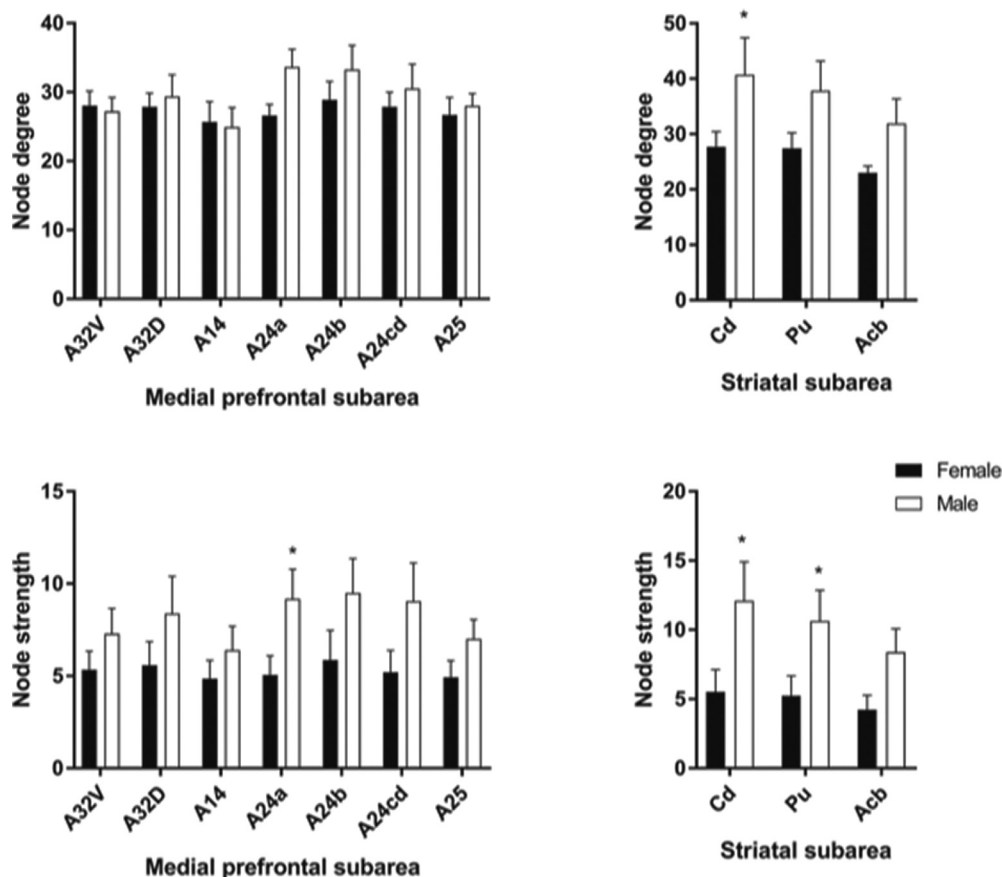 40
30
20
10
0
Node degree
A32V
A32D
A14
A24a
A24b
A24cd
A25
Medial prefrontal subarea
50
40
30
20
10
0
Node degree
*
Cd
Pu
Acb
Striatal subarea
15
10
5
0
Node strength
*
A32V
A32D
A14
A24a
A24b
A24cd
A25
Medial prefrontal subarea
Female
Male
20
15
10
5
0
Node strength
*
*
Cd
Pu
Acb
Striatal subarea